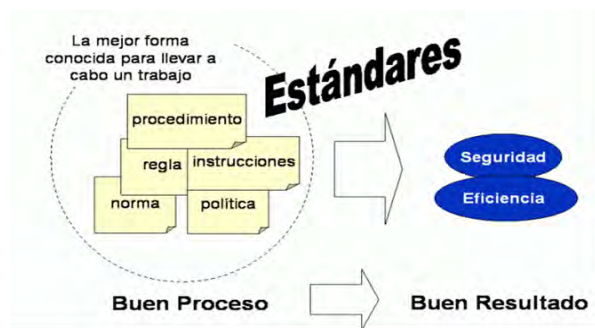 La mejor forma
conocida para llevar a
cabo un trabajo
Estándares
procedimiento
regla
instrucciones
norma
política
Seguridad
Eficiencia
Buen Proceso
Buen Resultado